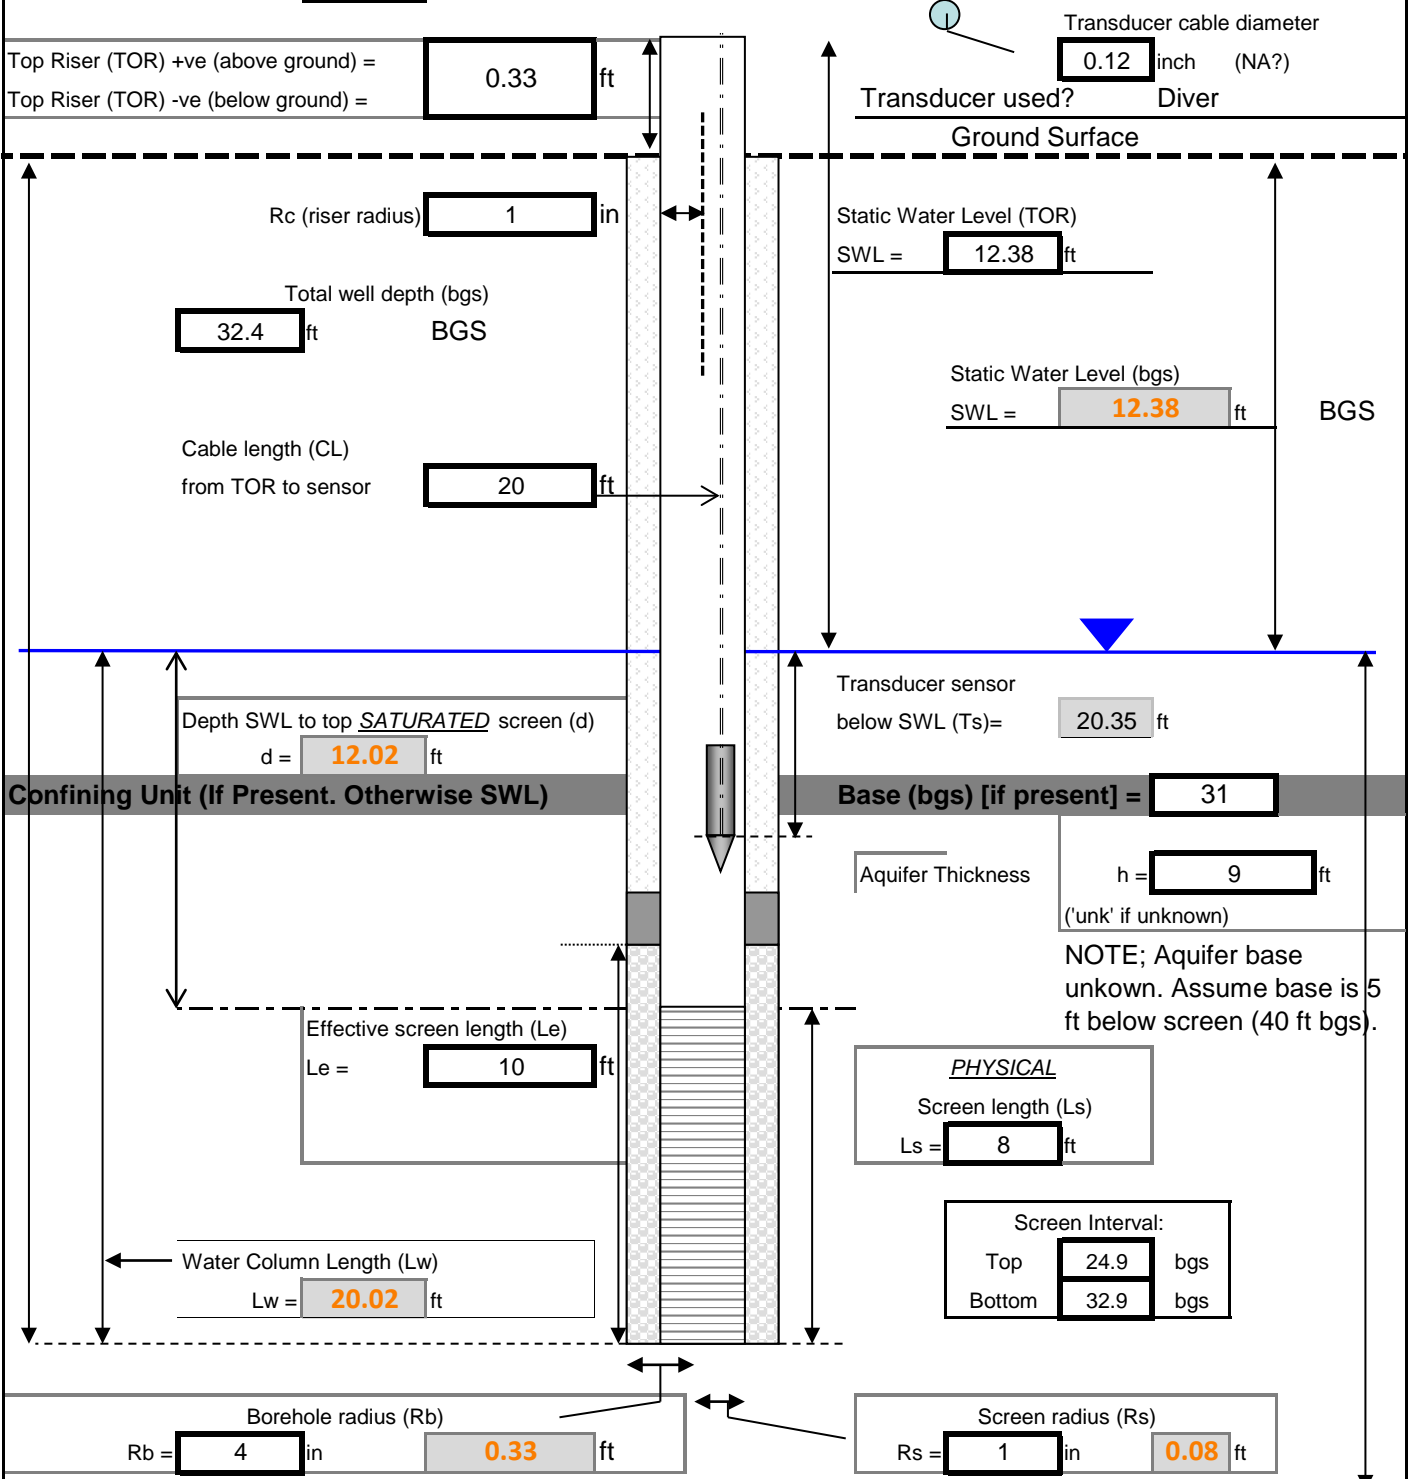 Transducer cable diameter
Top Riser (TOR) +ve (above ground) =
0.33 ft
0.12 inch (NA?)
Top Riser (TOR) -ve (below ground) =
Transducer used? Diver
Ground Surface
Rc (riser radius) 1 in
Static Water Level (TOR)
SWL = 12.38 ft
Total well depth (bgs)
32.4 ft BGS
Static Water Level (bgs)
SWL = 12.38 ft BGS
Cable length (CL)
from TOR to sensor 20 ft
Transducer sensor
below SWL (Ts)= 20.35 ft
Depth SWL to top SATURATED screen (d)
d = 12.02 ft
Confining Unit (If Present. Otherwise SWL)
Base (bgs) [if present] = 31
Aquifer Thickness h = 9 ft
('unk' if unknown)
NOTE; Aquifer base
unkown. Assume base is 5
ft below screen (40 ft bgs).
Effective screen length (Le)
Le = 10 ft
PHYSICAL
Screen length (Ls)
Ls = 8 ft
Screen Interval:
Top 24.9 bgs
Bottom 32.9 bgs
Water Column Length (Lw)
Lw = 20.02 ft
Borehole radius (Rb)
Rb = 4 in 0.33 ft
Screen radius (Rs)
Rs = 1 in 0.08 ft